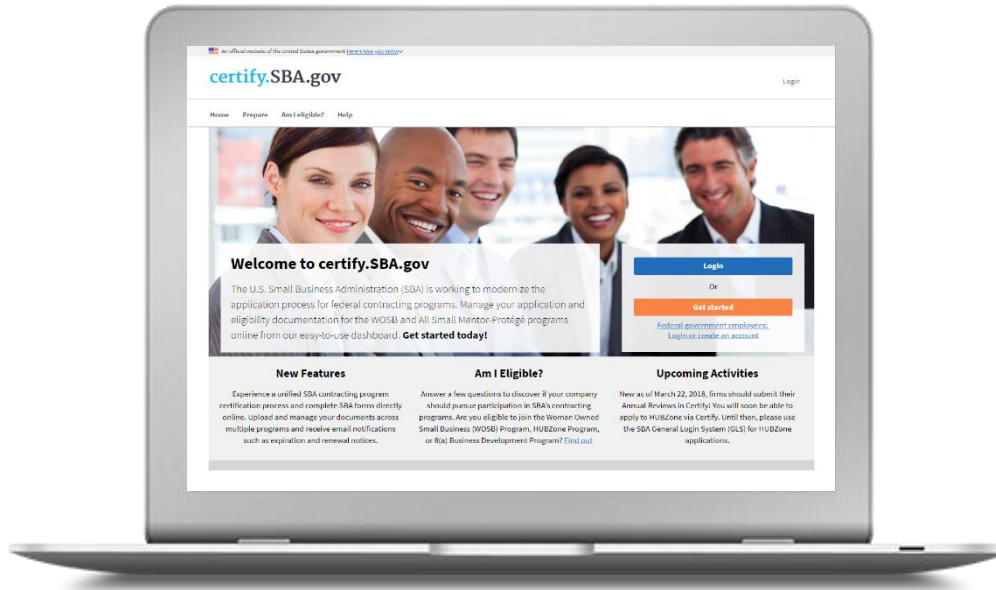 An official website of the United States government Here's how you know
certify.SBA.gov
Login
Home Prepare Am I eligible? Help
Welcome to certify.SBA.gov
The U.S. Small Business Administration (SBA) is working to modernize the
application process for federal contracting programs. Manage your application and
eligibility documentation for the WOSB and All Small Mentor-Protégé programs
online from our easy-to-use dashboard. Get started today!
Login
Or
Get started
Federal government employees:
Login or create an account
New Features
Experience a unified SBA contracting program
certification process and complete SBA forms directly
online. Upload and manage your documents across
multiple programs and receive email notifications
such as expiration and renewal notices.
Am I Eligible?
Answer a few questions to discover if your company
should pursue participation in SBA's contracting
programs. Are you eligible to join the Woman Owned
Small Business (WOSB) Program, HUBZone Program,
or 8(a) Business Development Program? Find out
Upcoming Activities
New as of March 22, 2018, firms should submit their
Annual Reviews in Certify! You will soon be able to
apply to HUBZone via Certify. Until then, please use
the SBA General Login System (GLS) for HUBZone
applications.